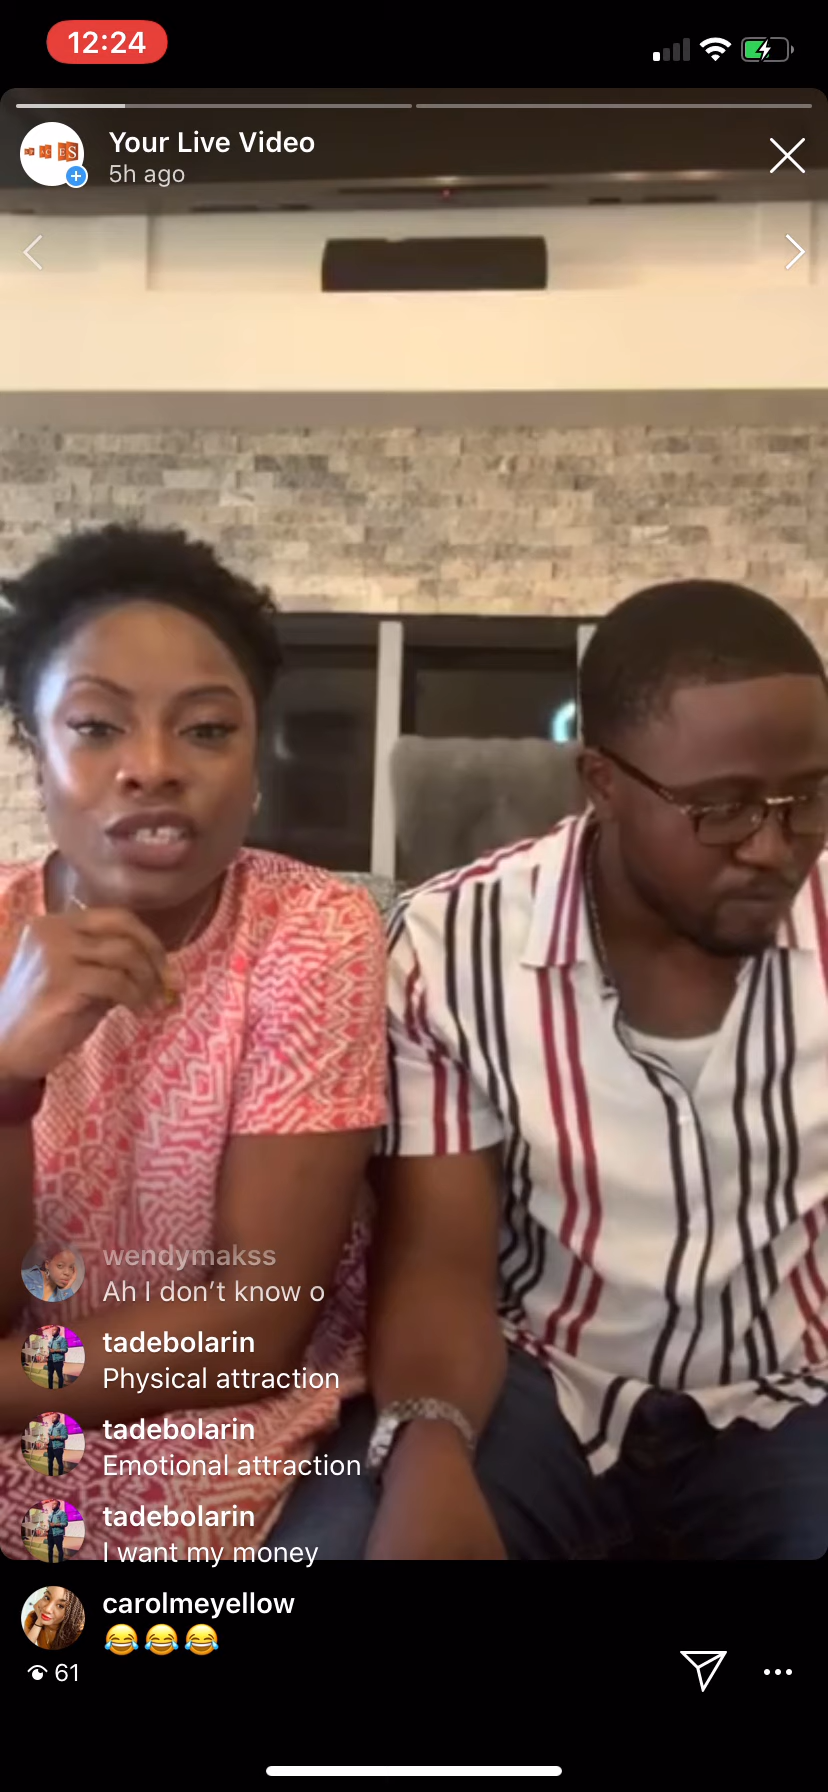 12:24
Your Live Video
5h ago
wendymakss
Ah I don’t know o
tadebolarin
Physical attraction
tadebolarin
Emotional attraction
tadebolarin
I want my money
carolmeyellow
😂😂😂
61